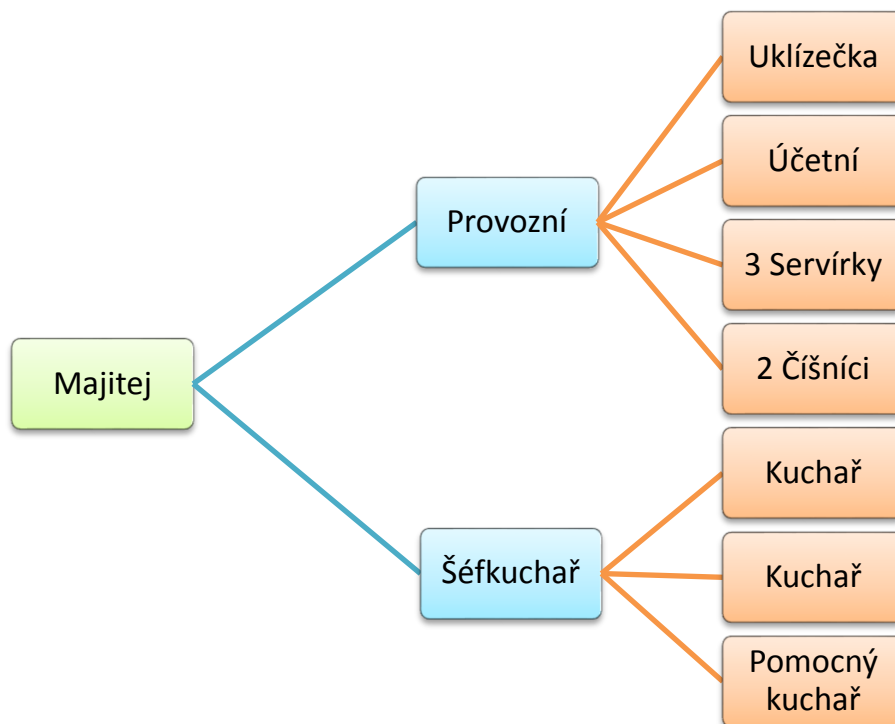 Uklízečka
Účetní
Provozní
3 Servírky
2 Číšníci
Majitej
Kuchař
Šéfkuchař
Kuchař
Pomocný
kuchař